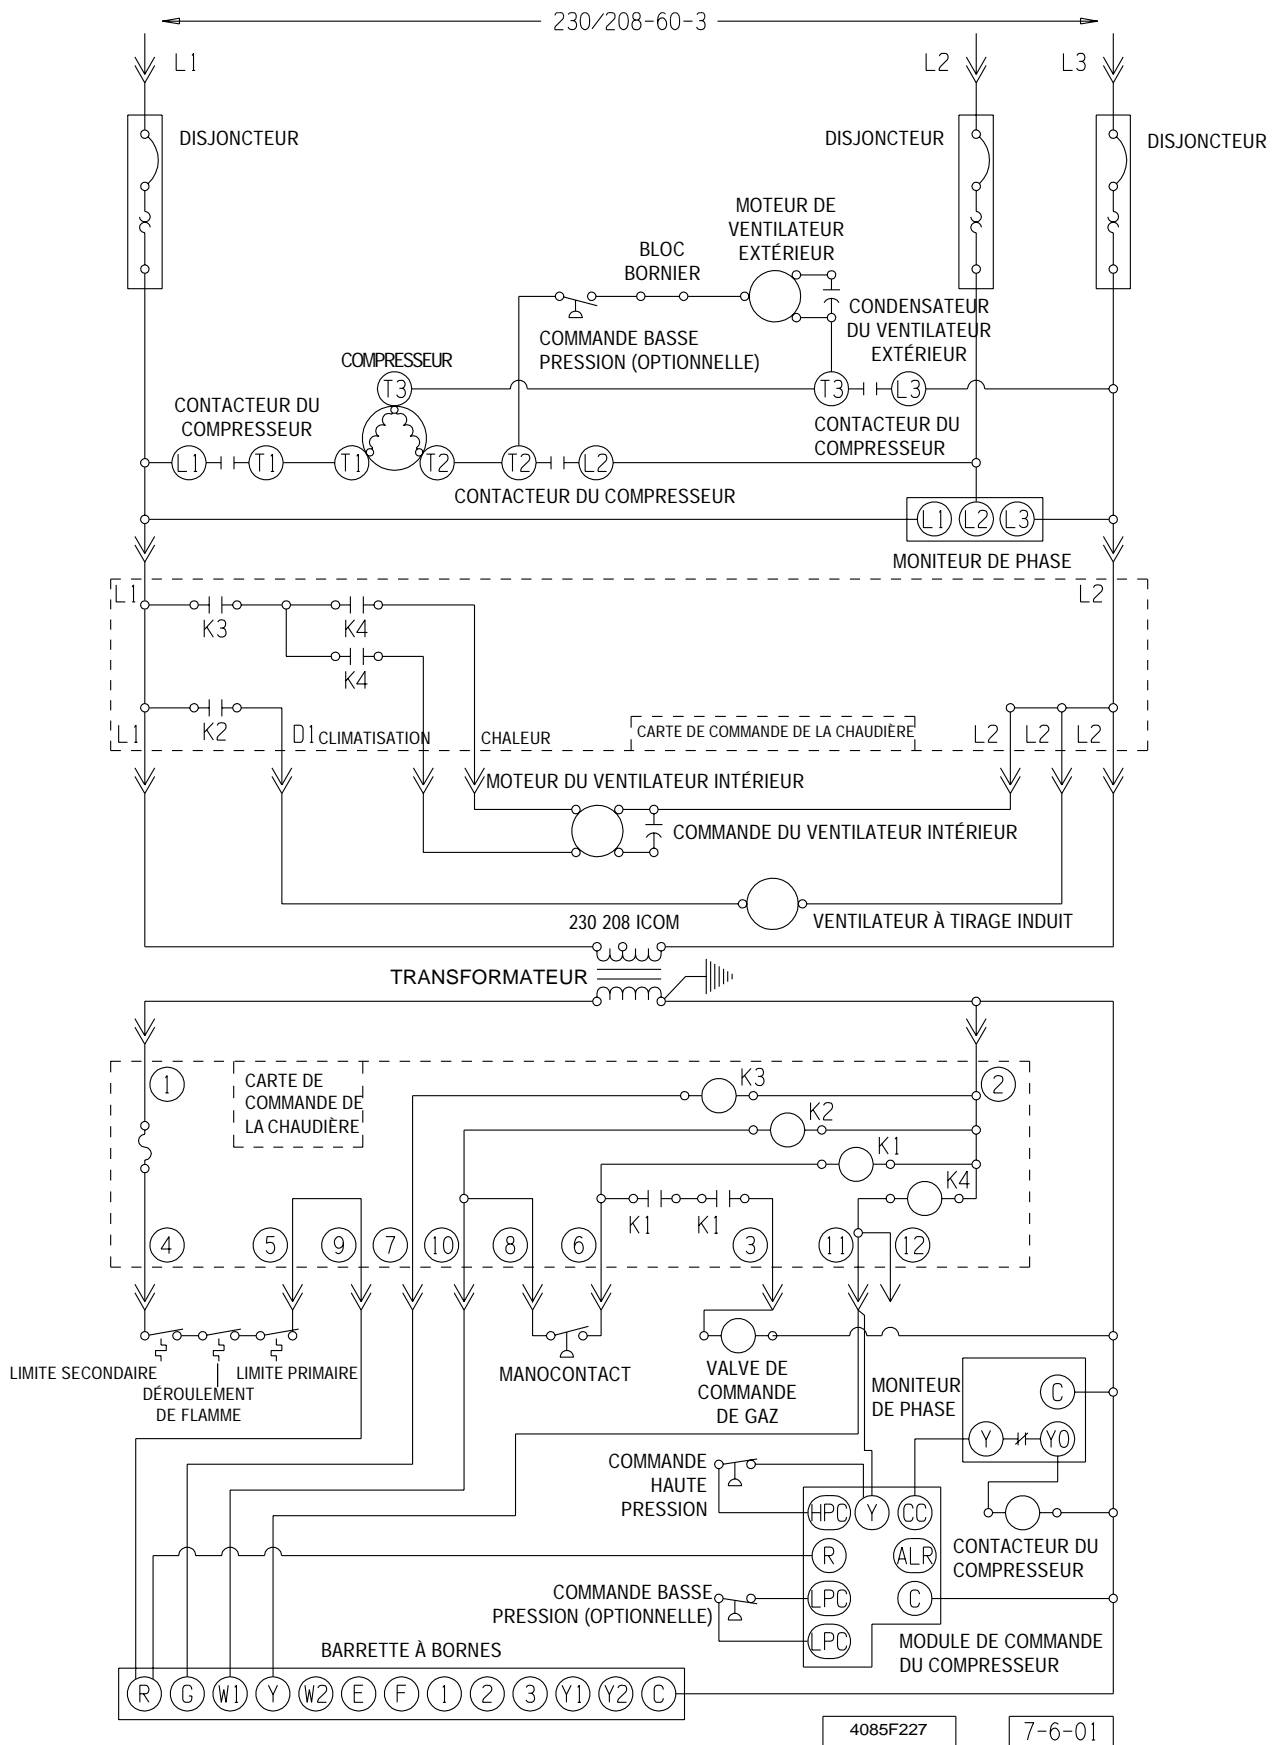 230/208-60-3
L1
L2
L3
DISJONCTEUR
DISJONCTEUR
DISJONCTEUR
MOTEUR DE
VENTILATEUR
EXTÉRIEUR
BLOC
BORNIER
CONDENSATEUR
DU VENTILATEUR
EXTÉRIEUR
COMMANDE BASSE
PRESSION (OPTIONNELLE)
COMPRESSEUR
T3
T3
L3
CONTACTEUR DU
COMPRESSEUR
CONTACTEUR DU
COMPRESSEUR
L1
T1
T1
T2
T2
L2
CONTACTEUR DU COMPRESSEUR
L1
L2
L3
MONITEUR DE PHASE
L1
L2
K3
K4
K4
L1
K2
D1
CLIMATISATION
CHALEUR
CARTE DE COMMANDE DE LA CHAUDIÈRE
L2
L2
L2
MOTEUR DU VENTILATEUR INTÉRIEUR
COMMANDE DU VENTILATEUR INTÉRIEUR
VENTILATEUR À TIRAGE INDUIT
230 208 ICOM
TRANSFORMATEUR
1
CARTE DE
COMMANDE DE
LA CHAUDIÈRE
K3
2
K2
K1
K4
K1
K1
4
5
9
7
10
8
6
3
11
12
LIMITE SECONDAIRE
LIMITE PRIMAIRE
DÉROULEMENT
DE FLAMME
MANOCONTACT
VALVE DE
COMMANDE
DE GAZ
MONITEUR
DE PHASE
C
Y
YO
COMMANDE
HAUTE
PRESSION
HPC
Y
CC
CONTACTEUR DU
COMPRESSEUR
R
ALR
COMMANDE BASSE
PRESSION (OPTIONNELLE)
LPC
C
LPC
MODULE DE COMMANDE
DU COMPRESSEUR
BARRETTE À BORNES
R G W1 Y W2 E F 1 2 3 Y1 Y2 C
4085F227
7-6-01